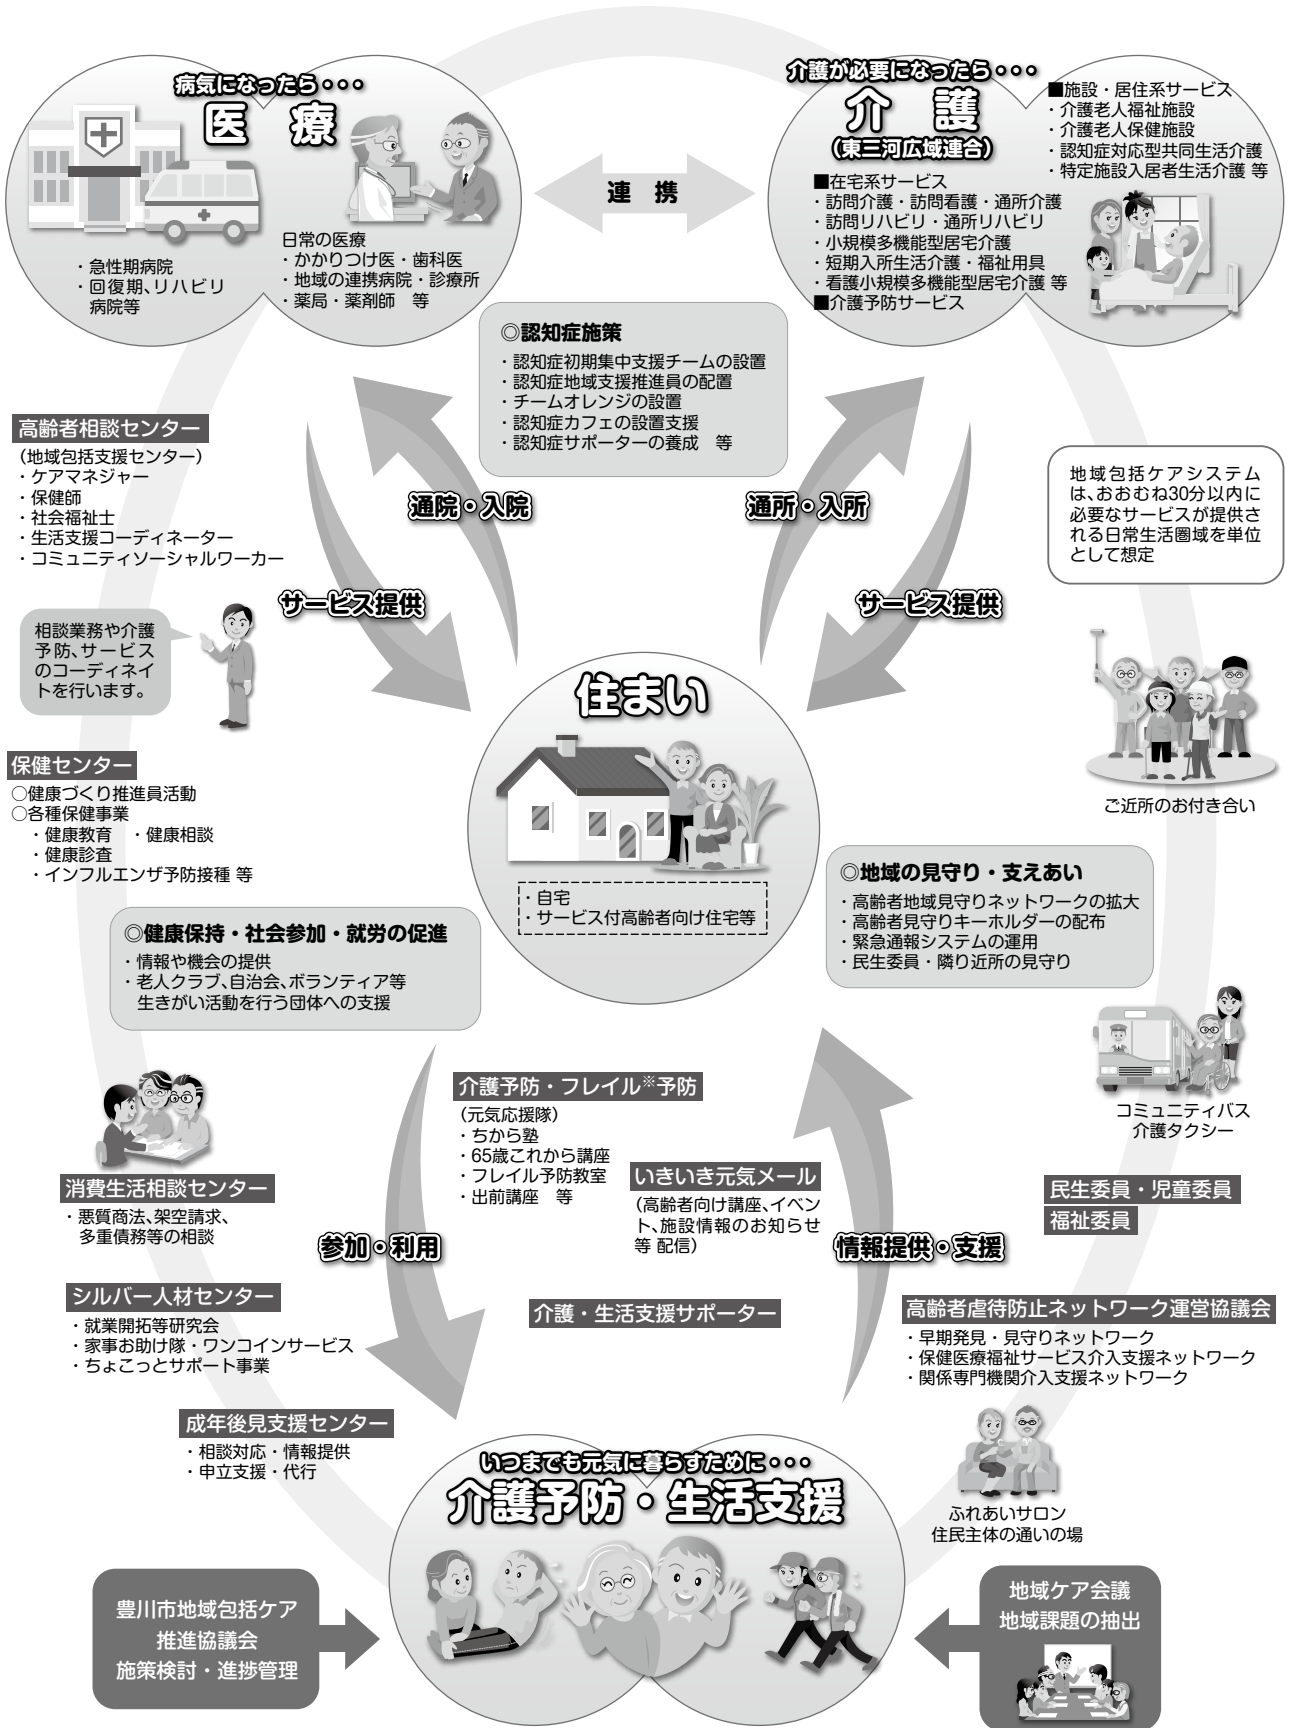 病気になったら・・・
医　療
・急性期病院
・回復期、リハビリ
病院等
日常の医療
・かかりつけ医・歯科医
・地域の連携病院・診療所
・薬局・薬剤師　等
連　携
介護が必要になったら・・・
介　護
(東三河広域連合)
■在宅系サービス
・訪問介護・訪問看護・通所介護
・訪問リハビリ・通所リハビリ
・小規模多機能型居宅介護
・短期入所生活介護・福祉用具
・看護小規模多機能型居宅介護 等
■介護予防サービス
■施設・居住系サービス
・介護老人福祉施設
・介護老人保健施設
・認知症対応型共同生活介護
・特定施設入居者生活介護 等
◎認知症施策
・認知症初期集中支援チームの設置
・認知症地域支援推進員の配置
・チームオレンジの設置
・認知症カフェの設置支援
・認知症サポーターの養成　等
高齢者相談センター
(地域包括支援センター)
・ケアマネジャー
・保健師
・社会福祉士
・生活支援コーディネーター
・コミュニティソーシャルワーカー
通院・入院
サービス提供
通所・入所
サービス提供
地域包括ケアシステム
は、おおむね30分以内に
必要なサービスが提供さ
れる日常生活圏域を単位
として想定
相談業務や介護
予防、サービス
のコーディネイ
トを行います。
住まい
・自宅
・サービス付高齢者向け住宅等
ご近所のお付き合い
保健センター
○健康づくり推進員活動
○各種保健事業
・健康教育　・健康相談
・健康診査
・インフルエンザ予防接種 等
◎地域の見守り・支えあい
・高齢者地域見守りネットワークの拡大
・高齢者見守りキーホルダーの配布
・緊急通報システムの運用
・民生委員・隣り近所の見守り
◎健康保持・社会参加・就労の促進
・情報や機会の提供
・老人クラブ、自治会、ボランティア等
生きがい活動を行う団体への支援
コミュニティバス
介護タクシー
介護予防・フレイル※予防
(元気応援隊)
・ちから塾
・65歳これから講座
・フレイル予防教室
・出前講座　等
いきいき元気メール
(高齢者向け講座、イベン
ト、施設情報のお知らせ
等 配信)
消費生活相談センター
・悪質商法、架空請求、
多重債務等の相談
民生委員・児童委員
福祉委員
参加・利用
情報提供・支援
シルバー人材センター
・就業開拓等研究会
・家事お助け隊・ワンコインサービス
・ちょこっとサポート事業
介護・生活支援サポーター
高齢者虐待防止ネットワーク運営協議会
・早期発見・見守りネットワーク
・保健医療福祉サービス介入支援ネットワーク
・関係専門機関介入支援ネットワーク
成年後見支援センター
・相談対応・情報提供
・申立支援・代行
いつまでも元気に暮らすために・・・
介護予防・生活支援
ふれあいサロン
住民主体の通いの場
豊川市地域包括ケア
推進協議会
施策検討・進捗管理
地域ケア会議
地域課題の抽出